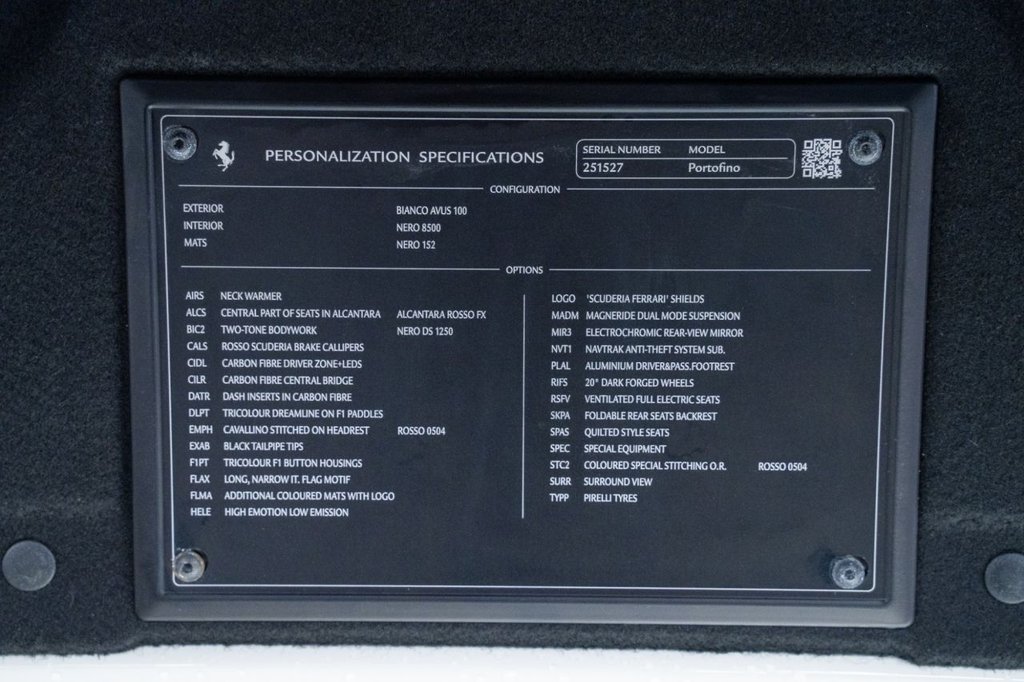 PERSONALIZATION SPECIFICATIONS
SERIAL NUMBER MODEL
251527 Portofino
CONFIGURATION
EXTERIOR BIANCO AVUS 100
INTERIOR NERO 8500
MATS NERO 152
OPTIONS
AIRS NECK WARMER
ALCS CENTRAL PART OF SEATS IN ALCANTARA ALCANTARA ROSSO FX
BIC2 TWO-TONE BODYWORK NERO DS 1250
CALS ROSSO SCUDERIA BRAKE CALLIPERS
CIDL CARBON FIBRE DRIVER ZONE+LEDS
CILR CARBON FIBRE CENTRAL BRIDGE
DATR DASH INSERTS IN CARBON FIBRE
DLPT TRICOLOUR DREAMLINE ON F1 PADDLES
EMPH CAVALLINO STITCHED ON HEADREST ROSSO 0504
EXAB BLACK TAILPIPE TIPS
F1PT TRICOLOUR F1 BUTTON HOUSINGS
FLAX LONG, NARROW IT. FLAG MOTIF
FLMA ADDITIONAL COLOURED MATS WITH LOGO
HELE HIGH EMOTION LOW EMISSION
LOGO 'SCUDERIA FERRARI' SHIELDS
MADM MAGNERIDE DUAL MODE SUSPENSION
MIR3 ELECTROCHROMIC REAR-VIEW MIRROR
NVT1 NAVTRAK ANTI-THEFT SYSTEM SUB.
PLAL ALUMINIUM DRIVER&PASS.FOOTREST
RIFS 20" DARK FORGED WHEELS
RSFV VENTILATED FULL ELECTRIC SEATS
SKPA FOLDABLE REAR SEATS BACKREST
SPAS QUILTED STYLE SEATS
SPEC SPECIAL EQUIPMENT
STC2 COLOURED SPECIAL STITCHING O.R. ROSSO 0504
SURR SURROUND VIEW
TYPP PIRELLI TYRES